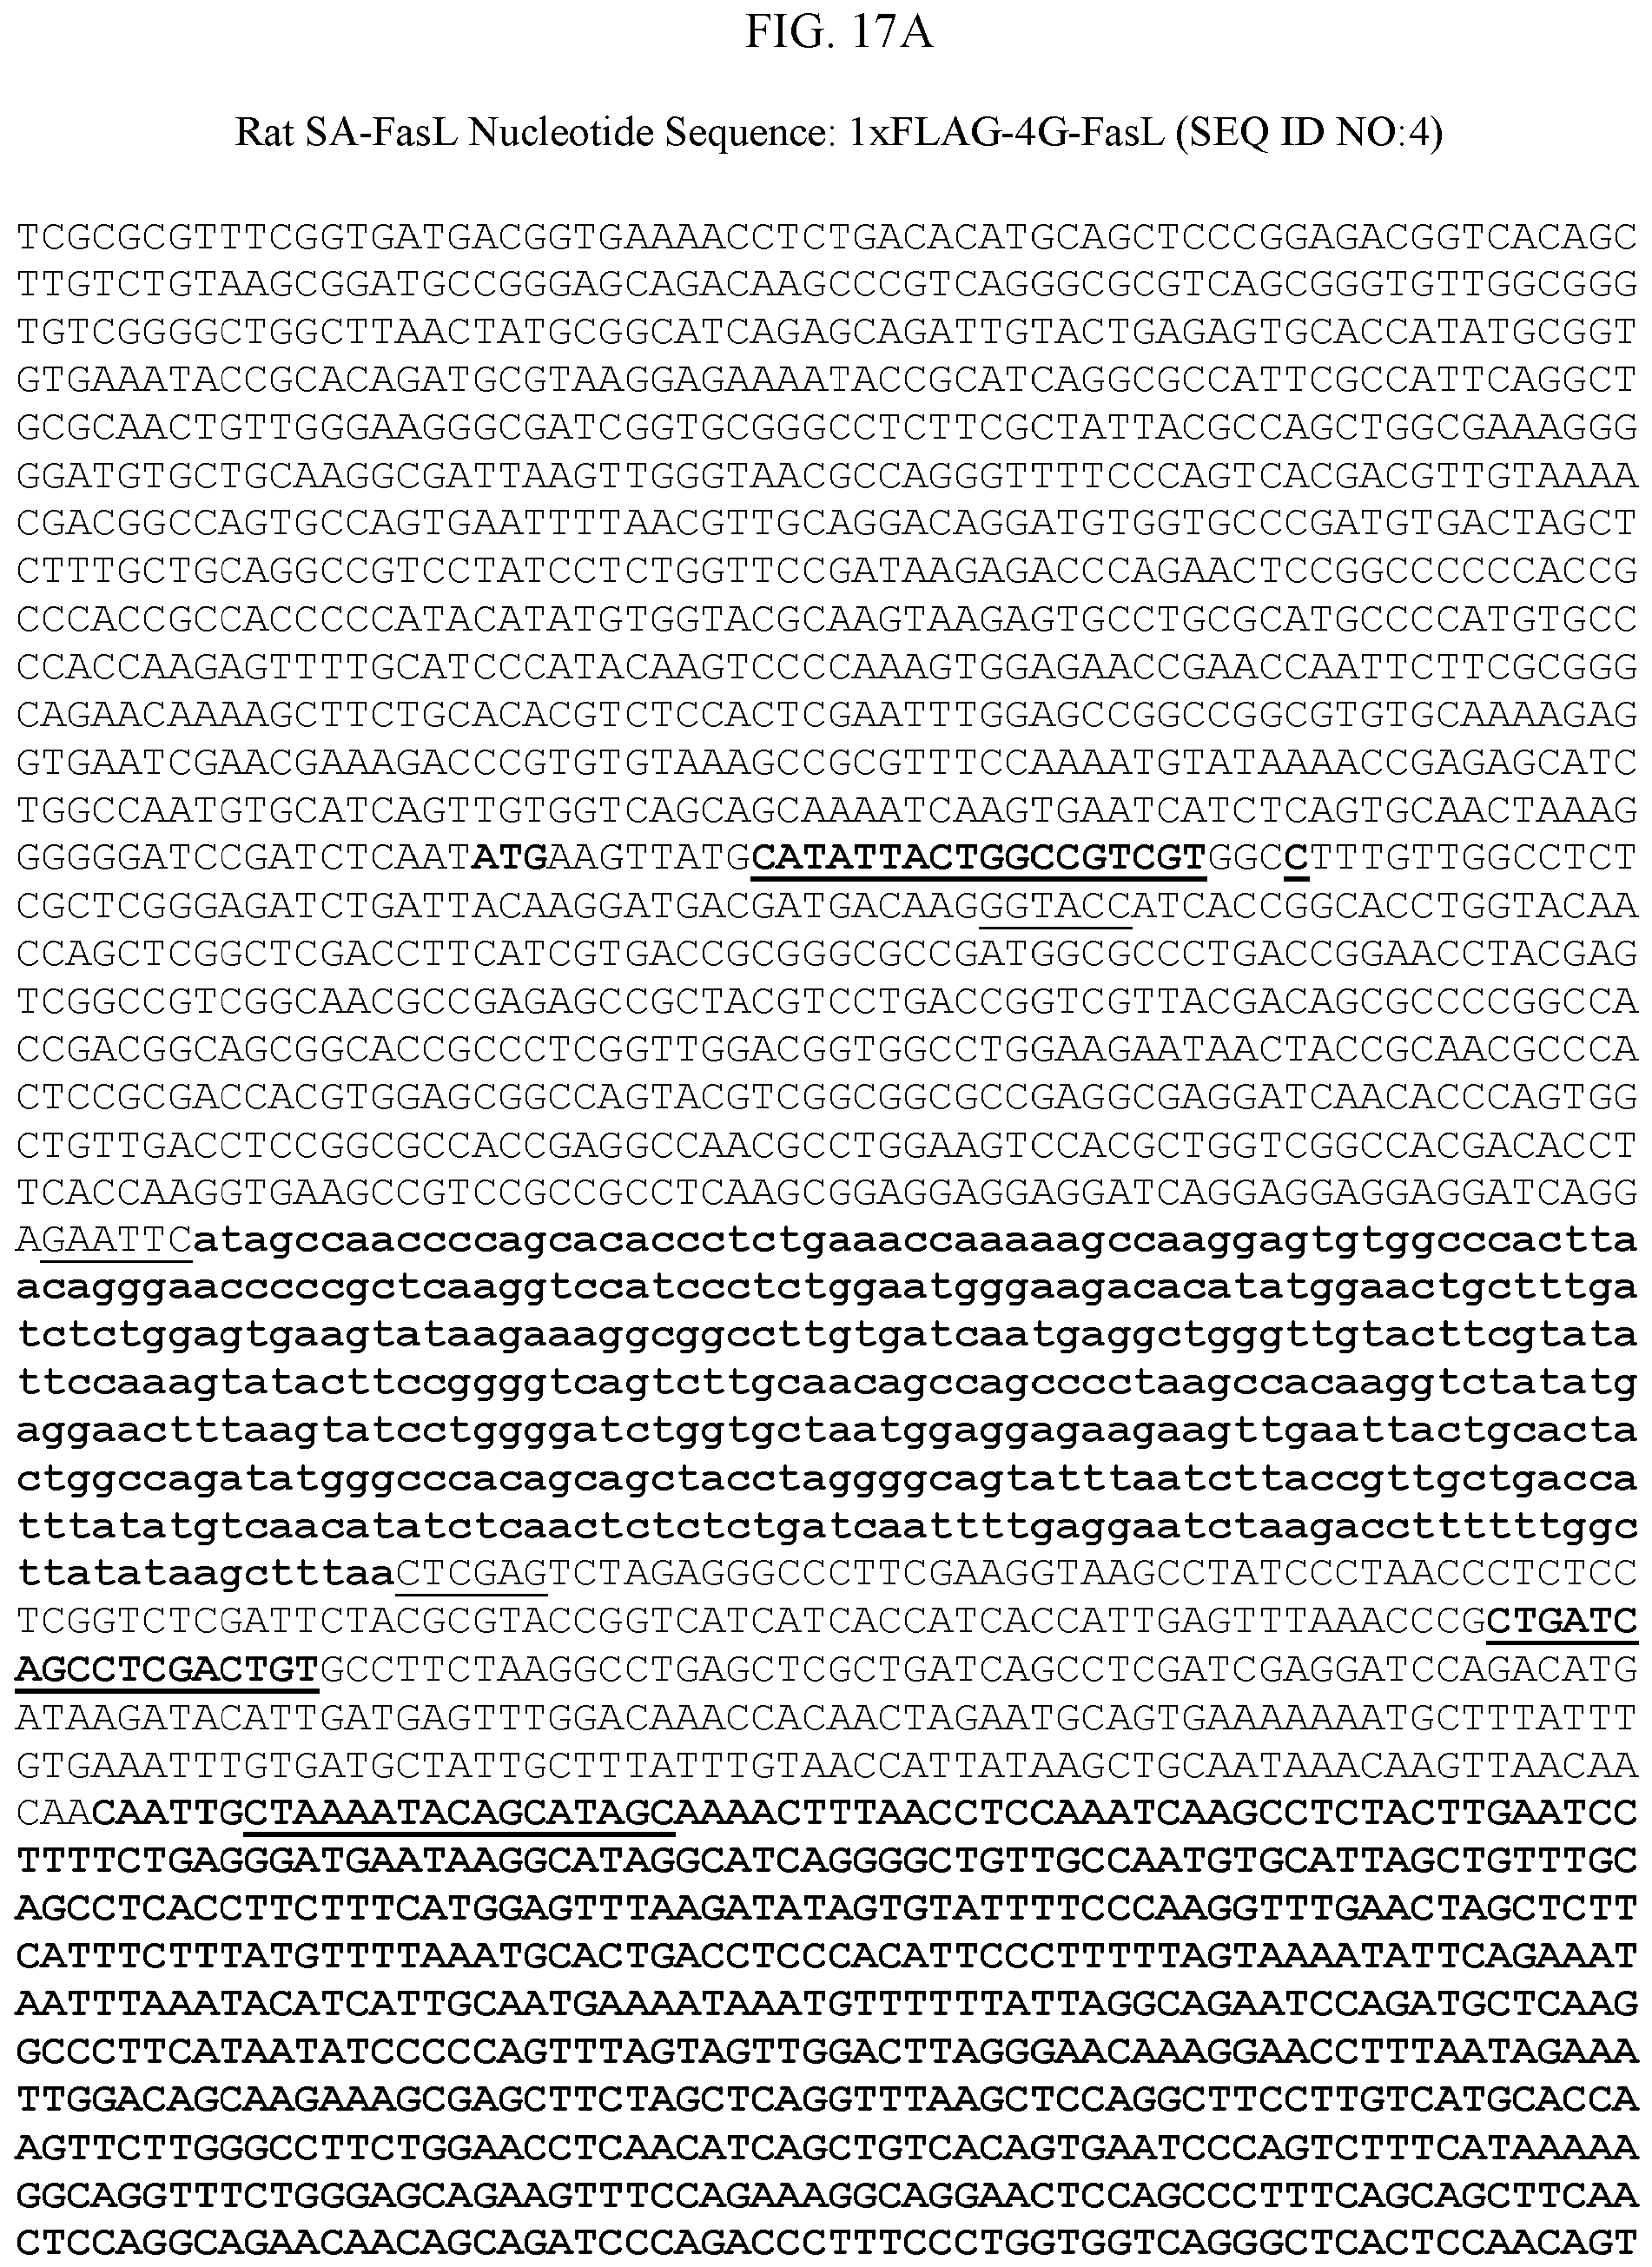 FIG. 17A
Rat SA-FasL Nucleotide Sequence: 1xFLAG-4G-FasL (SEQ ID NO:4)
TCGCGCGTTTCGGTGATGACGGTGAAAACCTCTGACACATGCAGCTCCCGGAGACGGTCACAGC
TTGTCTGTAAGCGGATGCCGGGAGCAGACAAGCCCGTCAGGGCGCGTCAGCGGGTGTTGGCGGG
TGTCGGGGCTGGCTTAACTATGCGGCATCAGAGCAGATTGTACTGAGAGTGCACCATATGCGGT
GTGAAATACCGCACAGATGCGTAAGGAGAAAATACCGCATCAGGCGCCATTCGCCATTCAGGCT
GCGCAACTGTTGGGAAGGGCGATCGGTGCGGGCCTCTTCGCTATTACGCCAGCTGGCGAAAGGG
GGATGTGCTGCAAGGCGATTAAGTTGGGTAACGCCAGGGTTTTCCCAGTCACGACGTTGTAAAA
CGACGGCCAGTGCCAGTGAATTTTAACGTTGCAGGACAGGATGTGGTGCCCGATGTGACTAGCT
CTTTGCTGCAGGCCGTCCTATCCTCTGGTTCCGATAAGAGACCCAGAACTCCGGCCCCCCACCG
CCCACCGCCACCCCCATACATATGTGGTACGCAAGTAAGAGTGCCTGCGCATGCCCCATGTGCC
CCACCAAGAGTTTTGCATCCCATACAAGTCCCCAAAGTGGAGAACCGAACCAATTCTTCGCGGG
CAGAACAAAAGCTTCTGCACACGTCTCCACTCGAATTTGGAGCCGGCCGGCGTGTGCAAAAGAG
GTGAATCGAACGAAAGACCCGTGTGTAAAGCCGCGTTTCCAAAATGTATAAAACCGAGAGCATC
TGGCCAATGTGCATCAGTTGTGGTCAGCAGCAAAATCAAGTGAATCATCTCAGTGCAACTAAAG
GGGGGATCCGATCTCAATATGAAGTTATGCATATTACTGGCCGTCGTGGCCTTTGTTGGCCTCT
CGCTCGGGAGATCTGATTACAAGGATGACGATGACAAGGGTACCATCACCGGCACCTGGTACAA
CCAGCTCGGCTCGACCTTCATCGTGACCGCGGGCGCCGATGGCGCCCTGACCGGAACCTACGAG
TCGGCCGTCGGCAACGCCGAGAGCCGCTACGTCCTGACCGGTCGTTACGACAGCGCCCCGGCCA
CCGACGGCAGCGGCACCGCCCTCGGTTGGACGGTGGCCTGGAAGAATAACTACCGCAACGCCCA
CTCCGCGACCACGTGGAGCGGCCAGTACGTCGGCGGCGCCGAGGCGAGGATCAACACCCAGTGG
CTGTTGACCTCCGGCGCCACCGAGGCCAACGCCTGGAAGTCCACGCTGGTCGGCCACGACACCT
TCACCAAGGTGAAGCCGTCCGCCGCCTCAAGCGGAGGAGGAGGATCAGGAGGAGGAGGATCAGG
AGAATTCatagccaaccccagcacaccctctgaaaccaaaaagccaaggagtgtggcccactta
acagggaacccccgctcaaggtccatccctctggaatgggaagacacatatggaactgctttga
tctctggagtgaagtataagaaaggcggccttgtgatcaatgaggctgggttgtacttcgtata
ttccaaagtatacttccggggtcagtcttgcaacagccagcccctaagccacaaggtctatatg
aggaactttaagtatcctggggatctggtgctaatggaggagaagaagttgaattactgcacta
ctggccagatatgggcccacagcagctacctaggggcagtatttaatcttaccgttgctgacca
tttatatgtcaacatatctcaactctctctgatcaattttgaggaatctaagacctttttttggc
ttatataagctttaaCTCGAGTCTAGAGGGCCCTTCGAAGGTAAGCCTATCCCTAACCCTCTCC
TCGGTCTCGATTCTACGCGTACCGGTCATCATCACCATCACCATTGAGTTTAAACCCGCTGATC
AGCCTCGACTGTGCCTTCTAAGGCCTGAGCTCGCTGATCAGCCTCGATCGAGGATCCAGACATG
ATAAGATACATTGATGAGTTTGGACAAACCACAACTAGAATGCAGTGAAAAAAATGCTTTATTT
GTGAAATTTGTGATGCTATTGCTTTATTTGTAACCATTATAAGCTGCAATAAACAAGTTAACAA
CAACAATTGCTAAAATACAGCATAGCAAAACTTTAACCTCCAAATCAAGCCTCTACTTGAATCC
TTTTCTGAGGGATGAATAAGGCATAGGCATCAGGGGCTGTTGCCAATGTGCATTAGCTGTTTGC
AGCCTCACCTTCTTTCATGGAGTTTAAGATATAGTGTATTTTCCCAAGGTTTGAACTAGCTCTT
CATTTCTTTATGTTTTAAATGCACTGACCTCCCACATTCCCTTTTTAGTAAAATATTCAGAAAT
AATTTAAATACATCATTGCAATGAAAATAAATGTTTTTTATTAGGCAGAATCCAGATGCTCAAG
GCCCTTCATAATATCCCCCAGTTTAGTAGTTGGACTTAGGGAACAAAGGAACCTTTAATAGAAA
TTGGACAGCAAGAAAGCGAGCTTCTAGCTCAGGTTTAAGCTCCAGGCTTCCTTGTCATGCACCA
AGTTCTTGGGCCTTCTGGAACCTCAACATCAGCTGTCACAGTGAATCCCAGTCTTTCATAAAAA
GGCAGGTTTCTGGGAGCAGAAGTTTCCAGAAAGGCAGGAACTCCAGCCCTTTCAGCAGCTTCAA
CTCCAGGCAGAACAACAGCAGATCCCAGACCCTTTCCCTGGTGGTCAGGGCTCACTCCAACAGT